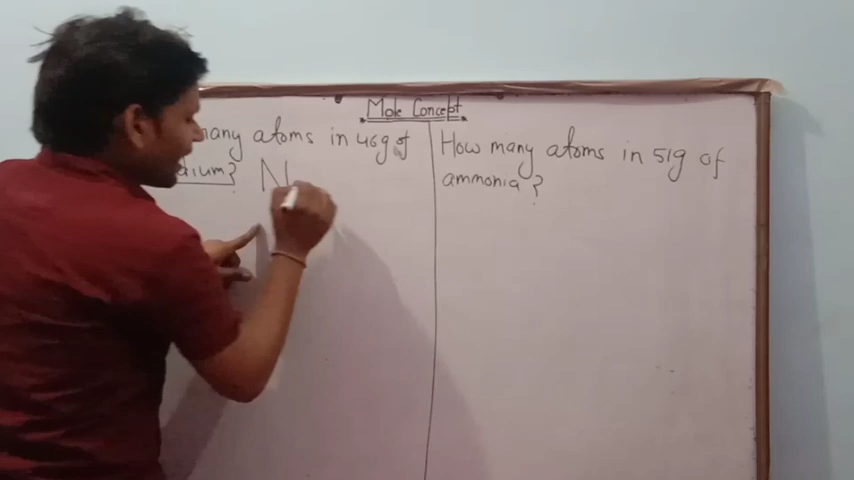 Mole Concept
many atoms in 46g of
dium?
N
How many atoms in 51g of
ammonia?